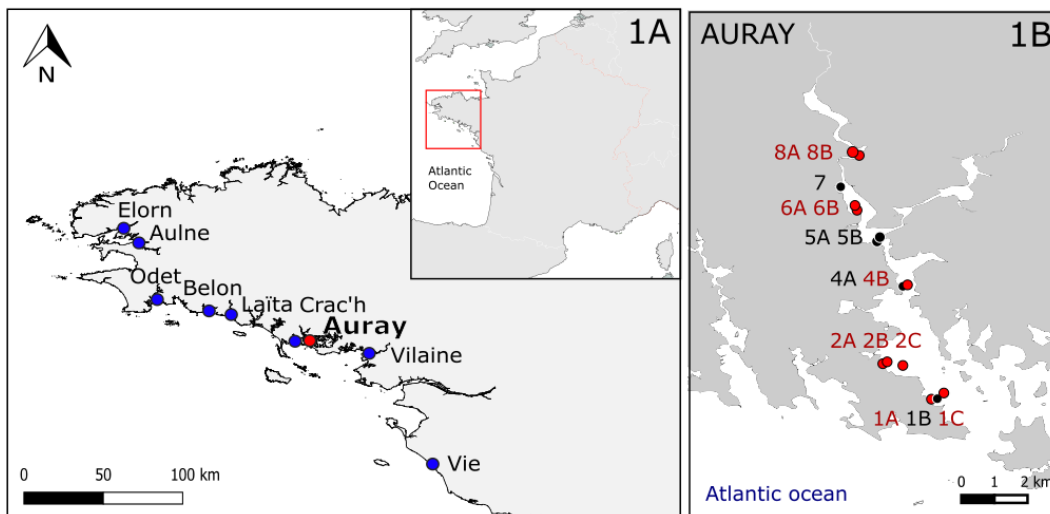 1A
N
Atlantic
Ocean
Elorn
Aulne
Odet
Belon
Laïta Crac'h
Auray
Vilaine
Vie
0 50 100 km
AURAY 1B
8A 8B
7
6A 6B
5A 5B
4A 4B
2A 2B 2C
1A 1B 1C
Atlantic ocean
0 1 2 km